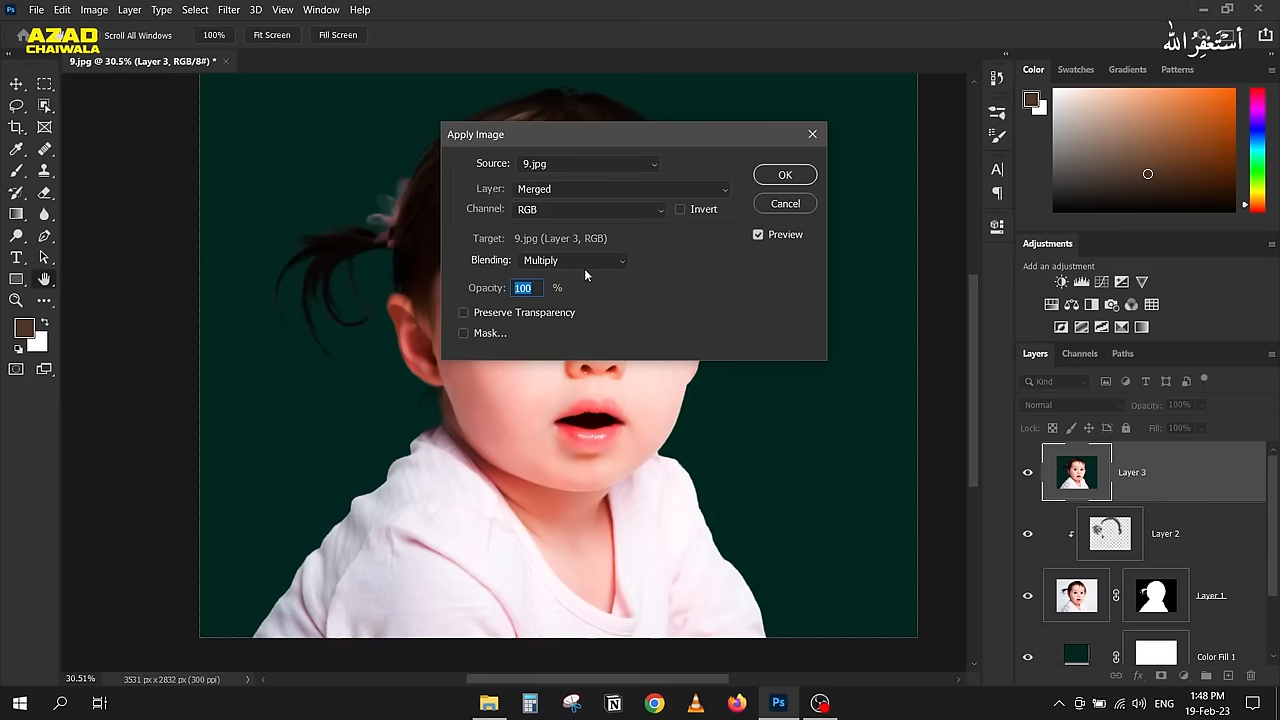 Ps File Edit Image Layer Type Select Filter 3D View Window Help
AZAD
CHAIWALA
Scroll All Windows 100% Fit Screen Fill Screen
أستغفر الله
9.jpg @ 30.5% (Layer 3, RGB/8#) *
Color Swatches Gradients Patterns
Apply Image
Source: 9.jpg
OK
Layer: Merged
Cancel
Channel: RGB Invert
Preview
Target: 9.jpg (Layer 3, RGB)
Blending: Multiply
Opacity: 100 %
Preserve Transparency
Mask...
Adjustments
Add an adjustment
Layers Channels Paths
Kind
Normal Opacity: 100%
Lock: Fill: 100%
Layer 3
Layer 2
Layer 1
Color Fill 1
30.51% 3531 px x 2832 px (300 ppi)
Ps ENG 1:48 PM
19-Feb-23